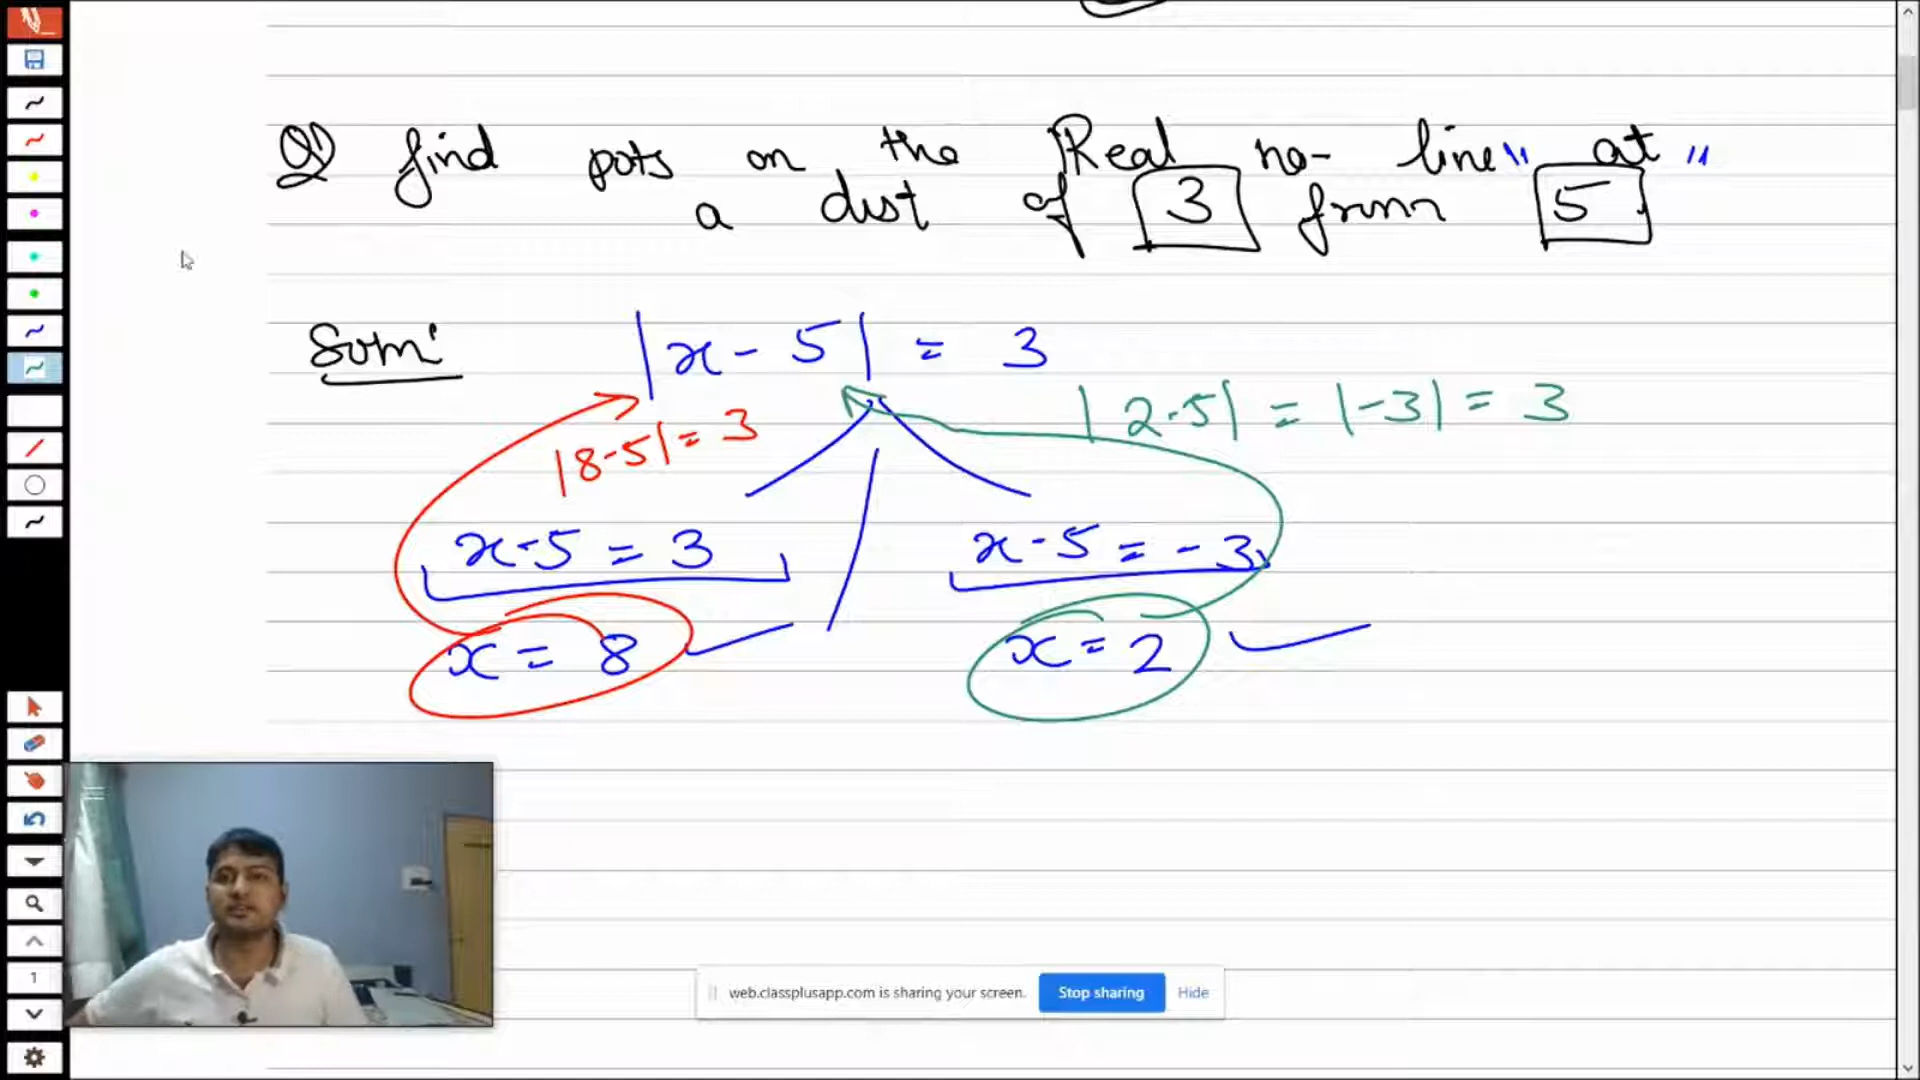 Q) find pots on the Real no- line " at "
a dist of 3 from 5
Som:
|x - 5| = 3
|8-5| = 3
|2-5| = |-3| = 3
x-5 = 3
x-5 = -3
x = 8
x = 2
1
web.classplusapp.com is sharing your screen. Stop sharing Hide